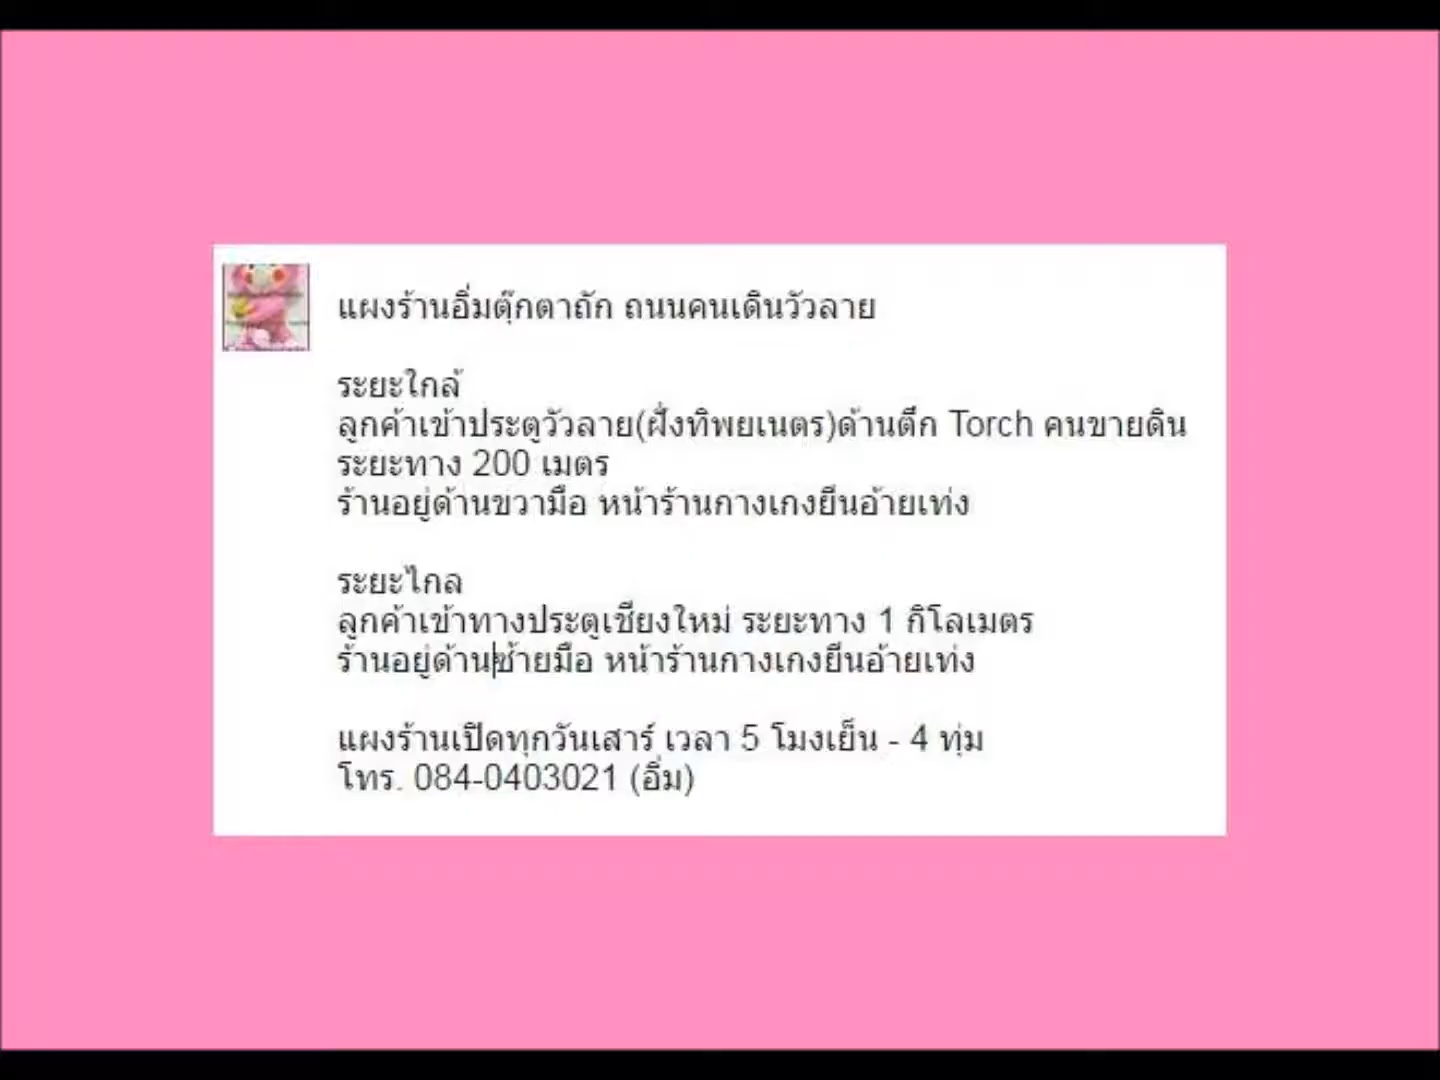 แผงร้านอิ่มตุ๊กตาถัก ถนนคนเดินวัวลาย
ระยะใกล้
ลูกค้าเข้าประตูวัวลาย(ฝั่งทิพยเนตร)ด้านตึก Torch คนขายดิน
ระยะทาง 200 เมตร
ร้านอยู่ด้านขวามือ หน้าร้านกางเกงยีนอ้ายเท่ง
ระยะไกล
ลูกค้าเข้าทางประตูเชียงใหม่ ระยะทาง 1 กิโลเมตร
ร้านอยู่ด้านซ้ายมือ หน้าร้านกางเกงยีนอ้ายเท่ง
แผงร้านเปิดทุกวันเสาร์ เวลา 5 โมงเย็น - 4 ทุ่ม
โทร. 084-0403021 (อิ่ม)